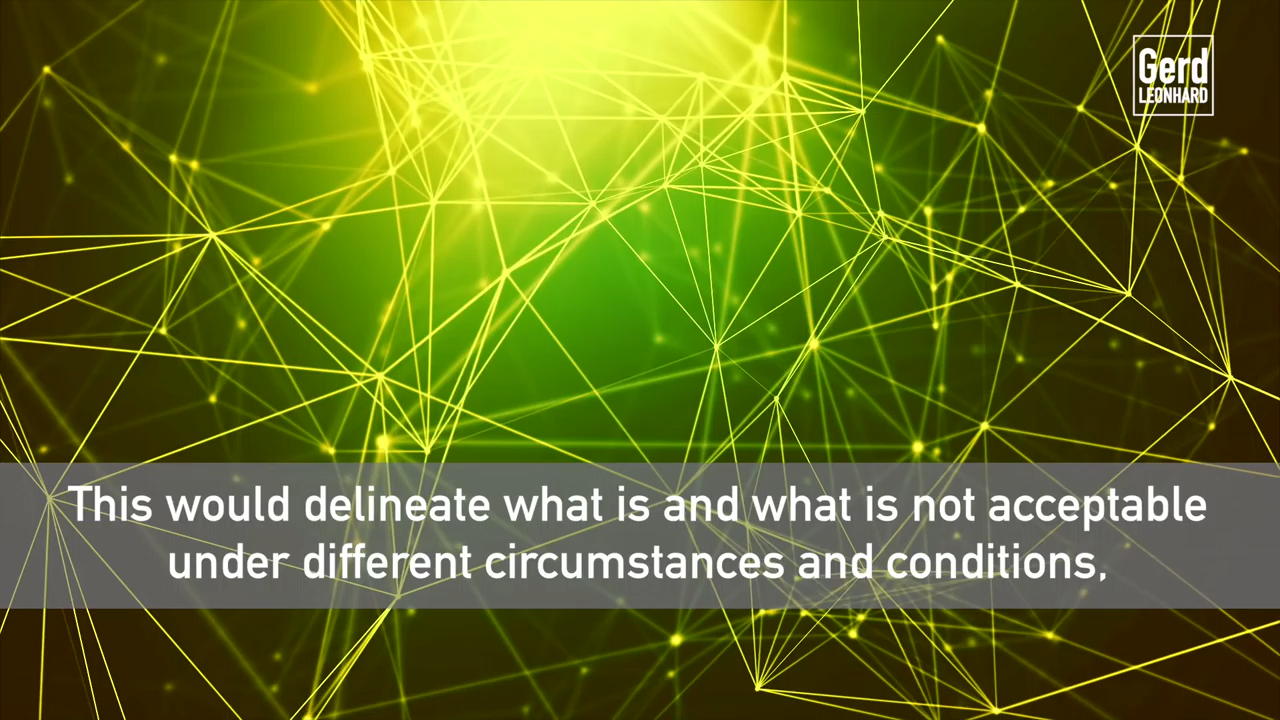 Gerd
LEONHARD
This would delineate what is and what is not acceptable
under different circumstances and conditions,